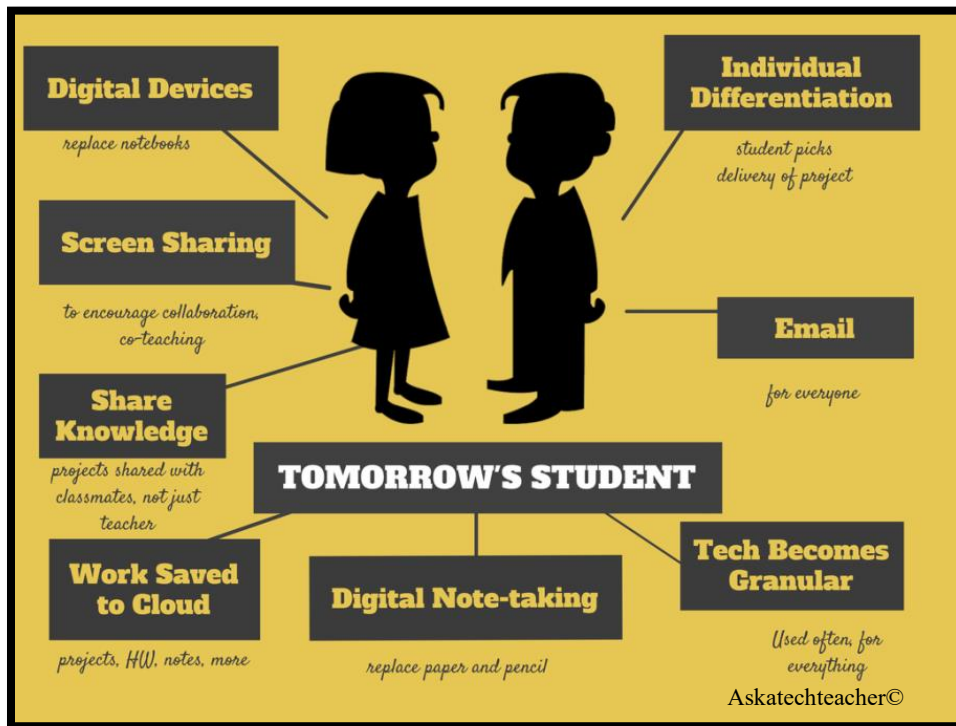 Digital Devices
replace notebooks
Screen Sharing
to encourage collaboration,
co-teaching
Share
Knowledge
projects shared with
classmates, not just
teacher
Individual
Differentiation
student picks
delivery of project
Email
for everyone
TOMORROW'S STUDENT
Work Saved
to Cloud
projects, HW, notes, more
Digital Note-taking
replace paper and pencil
Tech Becomes
Granular
Used often, for
everything
Askatechteacher©